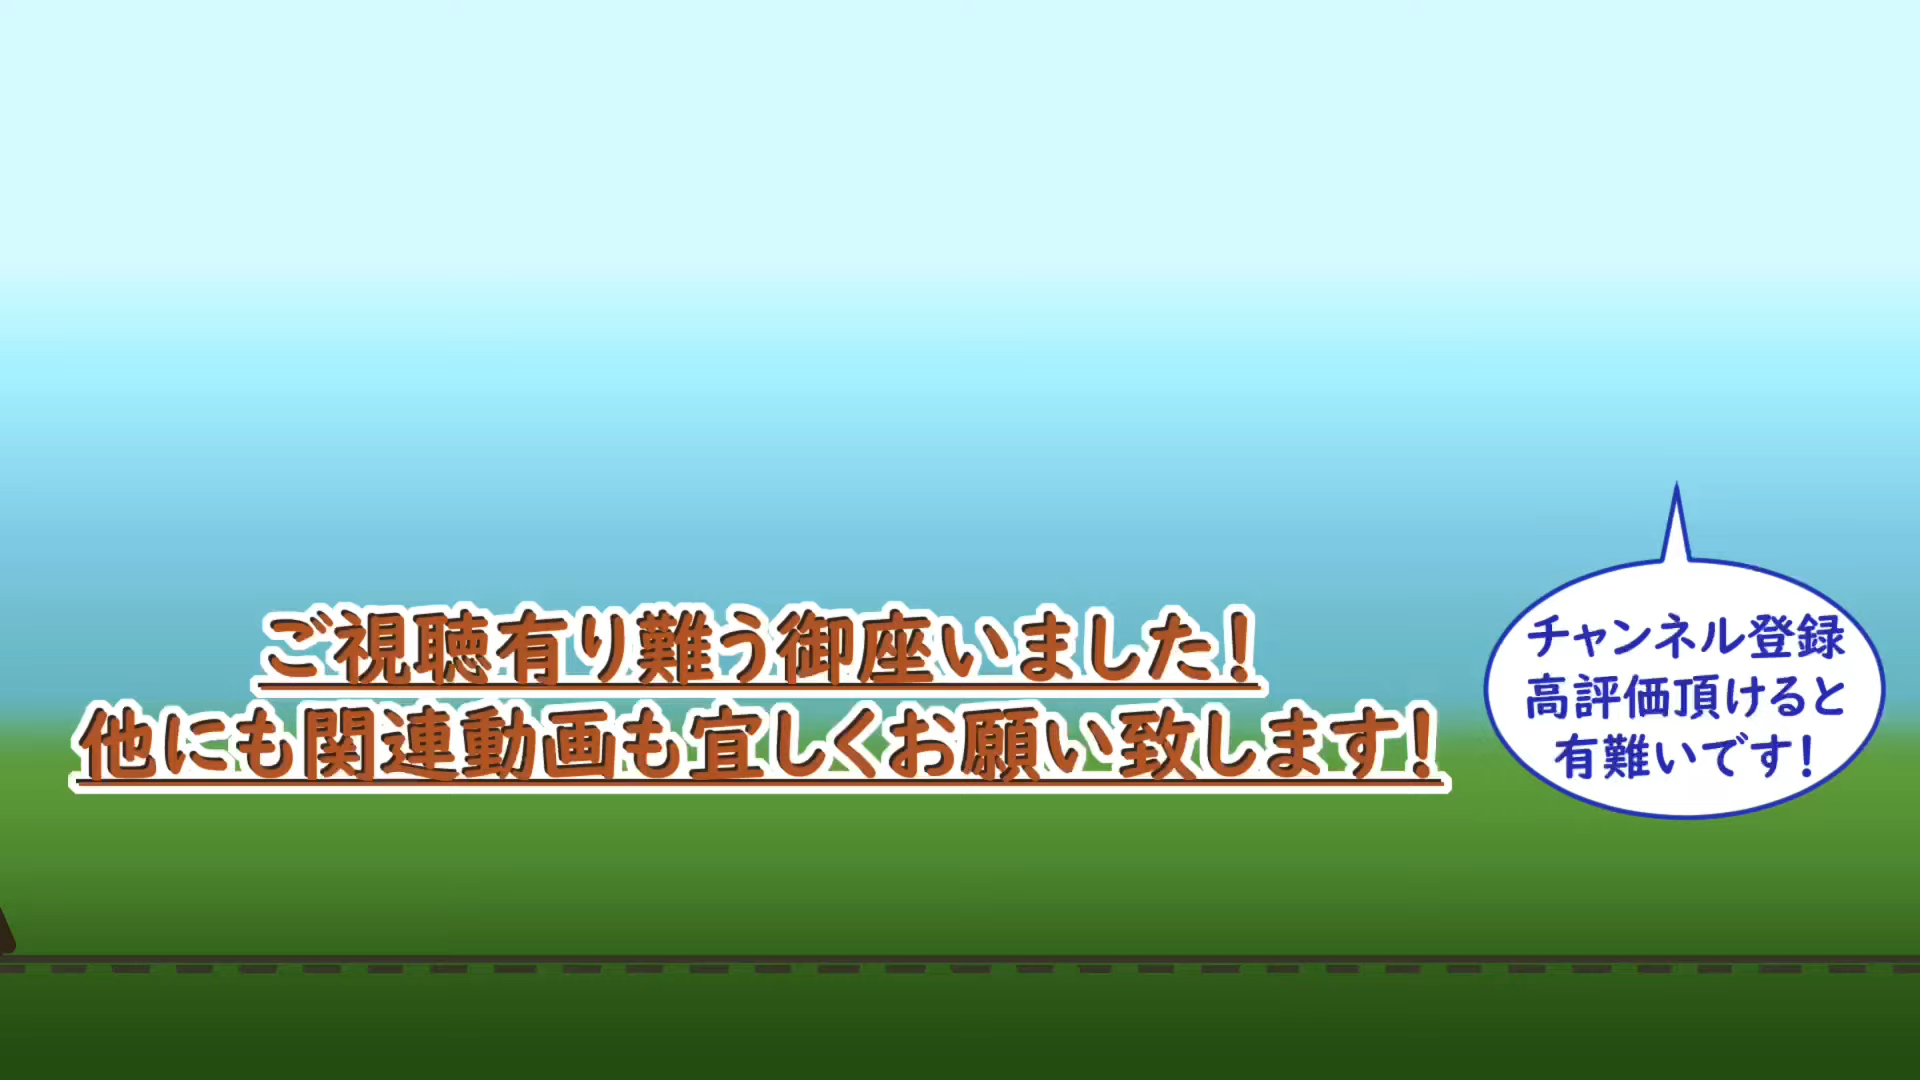 ご視聴有り難う御座いました!
他にも関連動画も宜しくお願い致します!
チャンネル登録
高評価頂けると
有難いです!